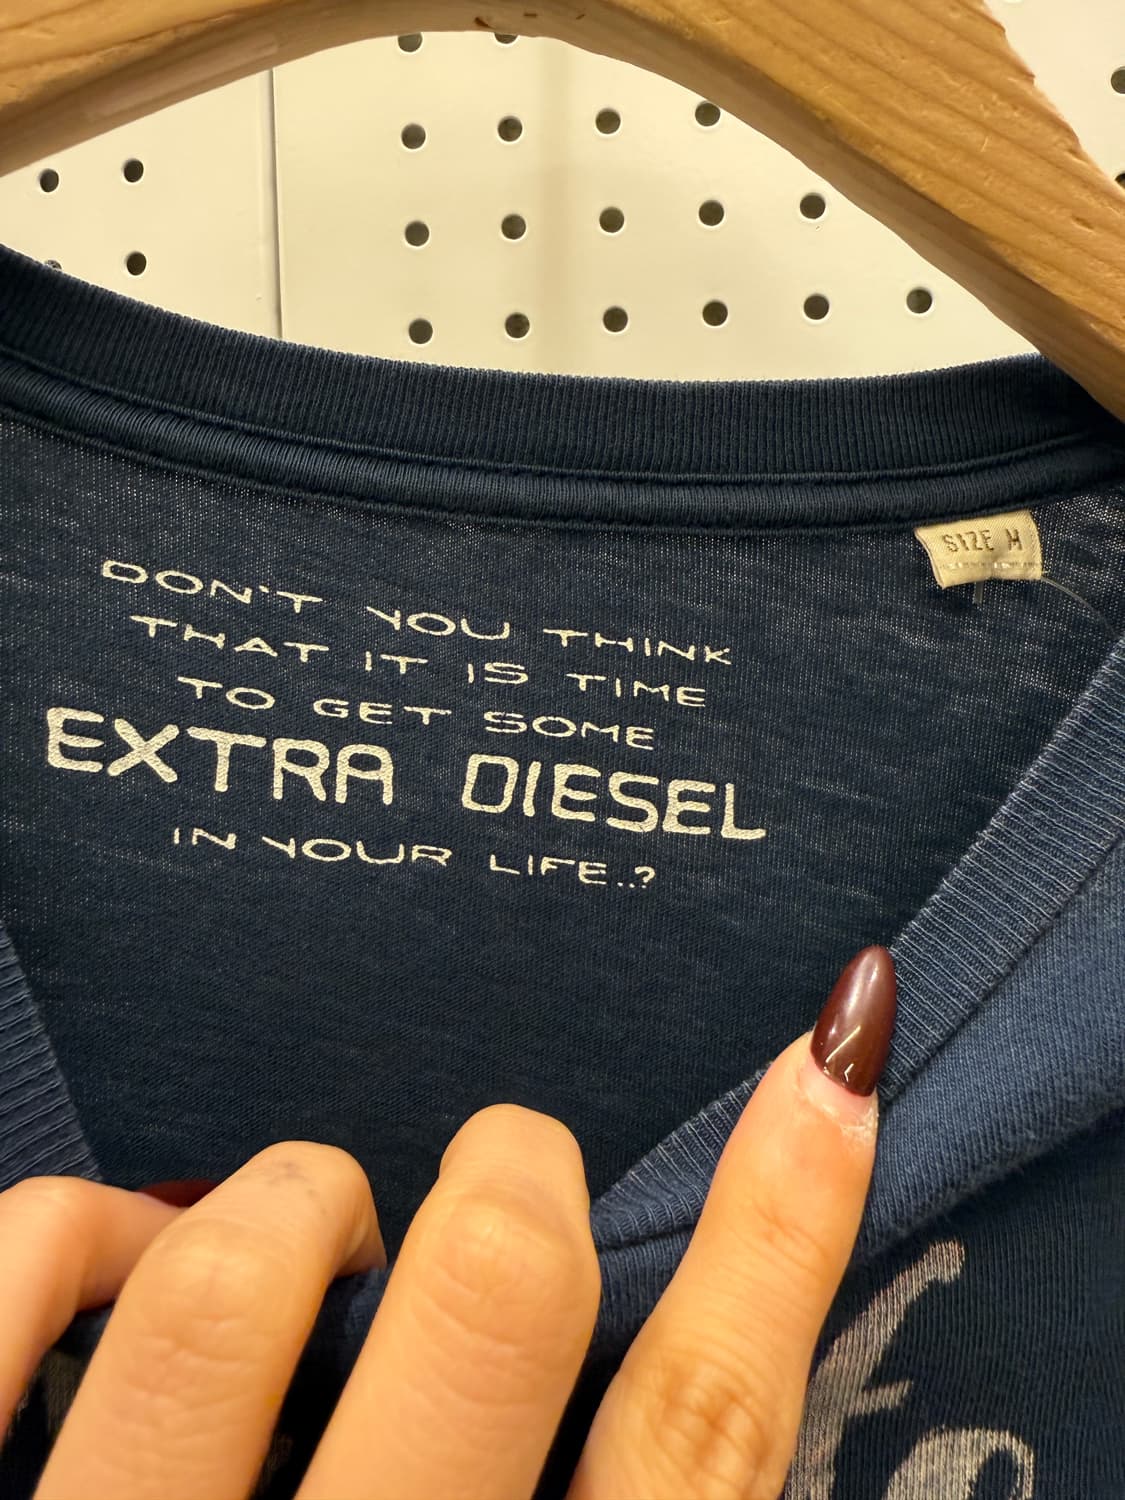 DON'T YOU THINK
THAT IT IS TIME
TO GET SOME
EXTRA DIESEL
IN YOUR LIFE..?
SIZE M